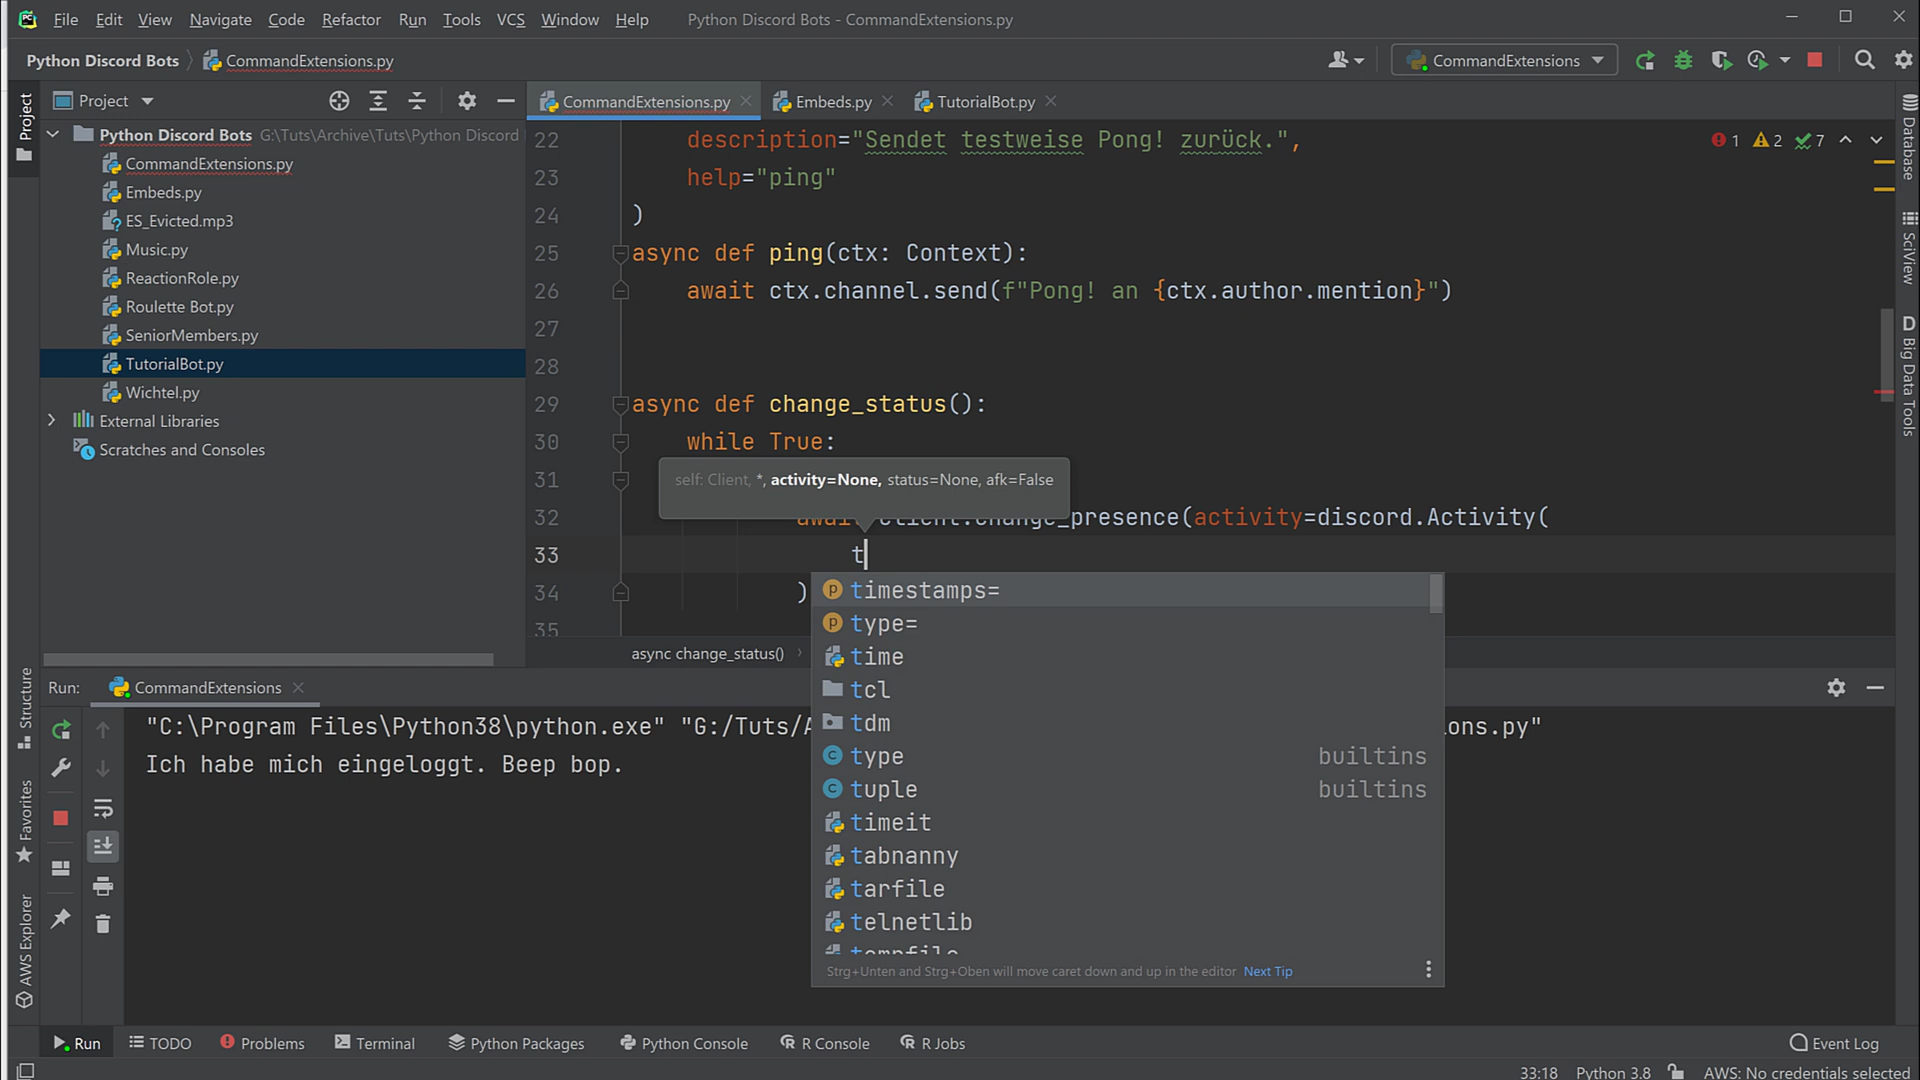 File Edit View Navigate Code Refactor Run Tools VCS Window Help Python Discord Bots - CommandExtensions.py
Python Discord Bots CommandExtensions.py CommandExtensions
Project
Python Discord Bots G:\Tuts\Archive\Tuts\Python Discord
CommandExtensions.py
Embeds.py
ES_Evicted.mp3
Music.py
ReactionRole.py
Roulette Bot.py
SeniorMembers.py
TutorialBot.py
Wichtel.py
External Libraries
Scratches and Consoles
Project
Structure
Favorites
AWS Explorer
CommandExtensions.py Embeds.py TutorialBot.py
1 2 7
22 description="Sendet testweise Pong! zurück.",
23 help="ping"
24 )
25 async def ping(ctx: Context):
26 await ctx.channel.send(f"Pong! an {ctx.author.mention}")
27
28
29 async def change_status():
30 while True:
31
self: Client, *, activity=None, status=None, afk=False
32 await client.change_presence(activity=discord.Activity(
33 t
34 )
35
timestamps=
type=
time
tcl
tdm
type builtins
tuple builtins
timeit
tabnanny
tarfile
telnetlib
tempfile
Strg+Unten and Strg+Oben will move caret down and up in the editor Next Tip
async change_status()
Database
SciView
D Big Data Tools
Run: CommandExtensions
"C:\Program Files\Python38\python.exe" "G:/Tuts/A ons.py"
Ich habe mich eingeloggt. Beep bop.
Run TODO Problems Terminal Python Packages Python Console R Console R Jobs Event Log
33:18 Python 3.8 AWS: No credentials selected